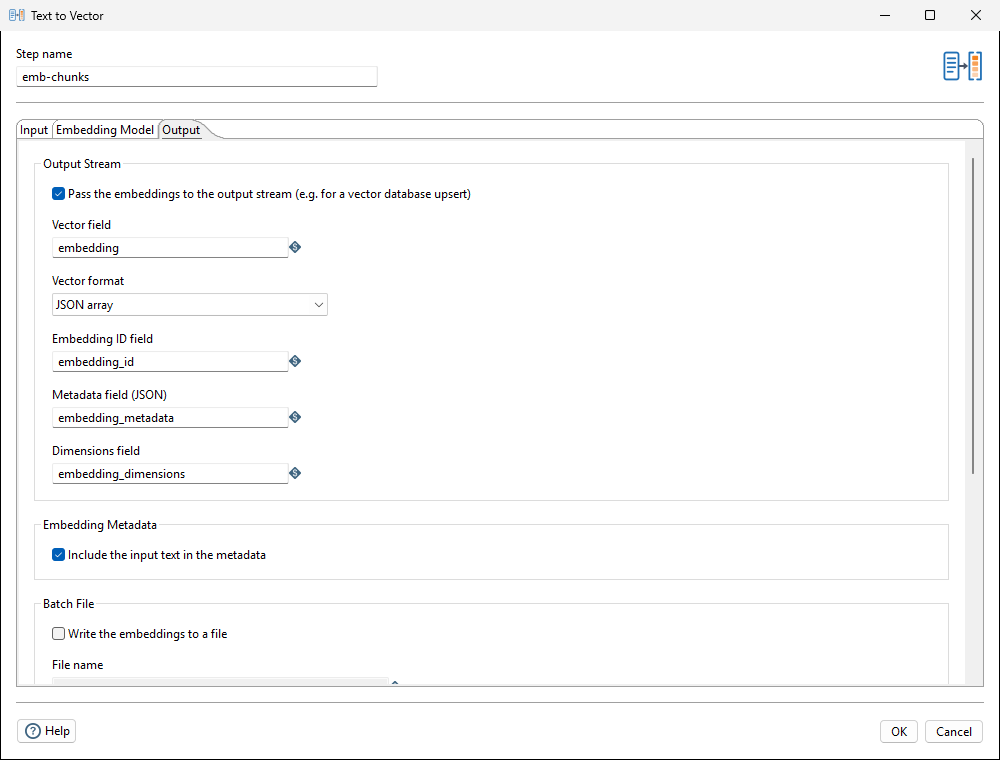 Text to Vector
Step name
emb-chunks
Input
Embedding Model
Output
Output Stream
Pass the embeddings to the output stream (e.g. for a vector database upsert)
Vector field
embedding
Vector format
JSON array
Embedding ID field
embedding_id
Metadata field (JSON)
embedding_metadata
Dimensions field
embedding_dimensions
Embedding Metadata
Include the input text in the metadata
Batch File
Write the embeddings to a file
File name
Help
OK
Cancel